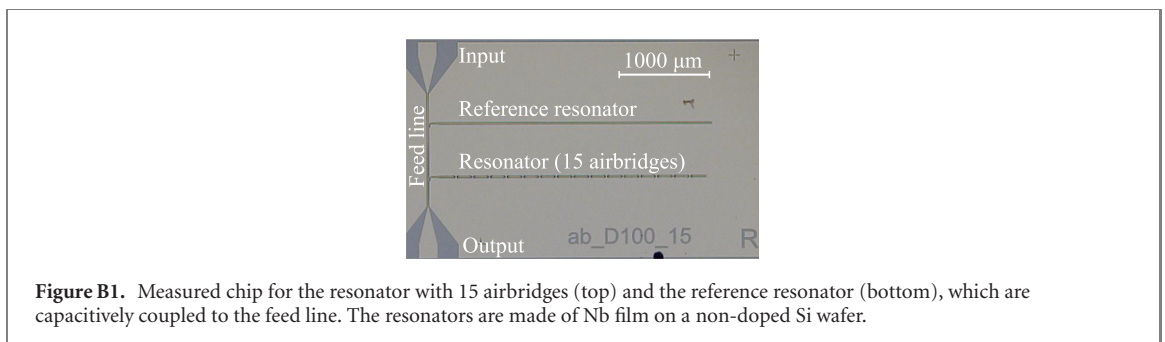 Input
1000 μm
Reference resonator
Feed line
Resonator (15 airbridges)
Output
ab_D100_15
R
Figure B1. Measured chip for the resonator with 15 airbridges (top) and the reference resonator (bottom), which are
capacitively coupled to the feed line. The resonators are made of Nb film on a non-doped Si wafer.